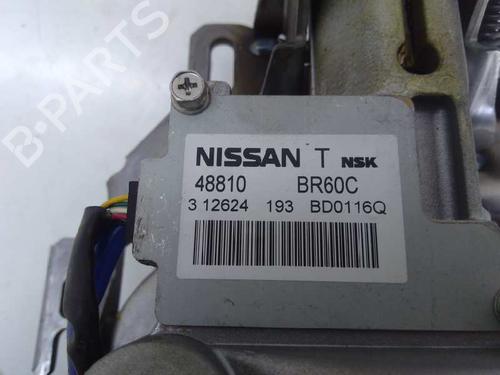 B-PARTS
NISSAN T NSK
48810 BR60C
3 12624 193 BD0116Q